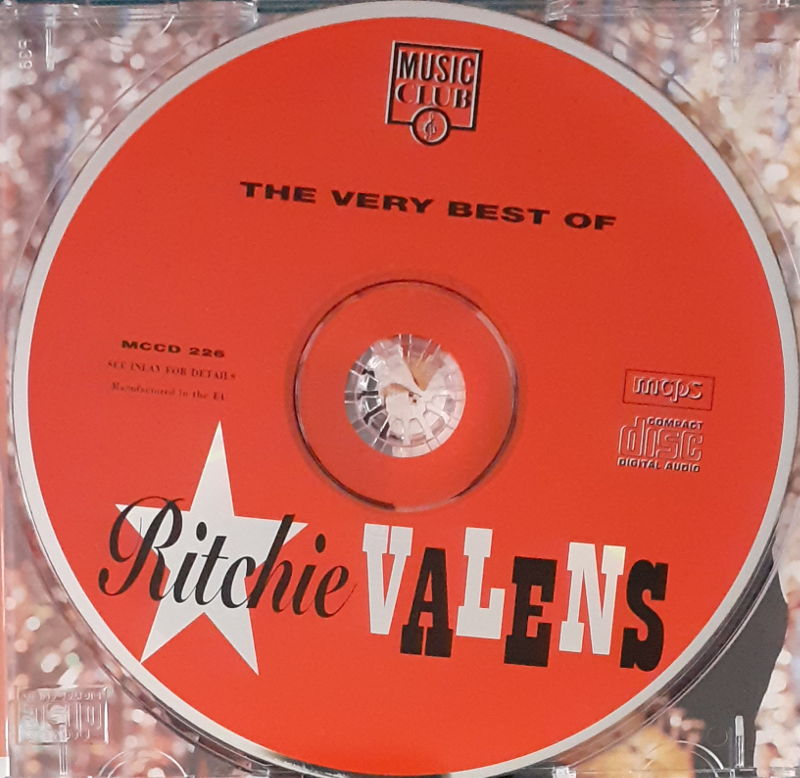 MUSIC
CLUB
THE VERY BEST OF
MCCD 226
SEE INLAY FOR DETAILS
Manufactured in the EU
mcps
COMPACT
disc
DIGITAL AUDIO
Ritchie VALENS